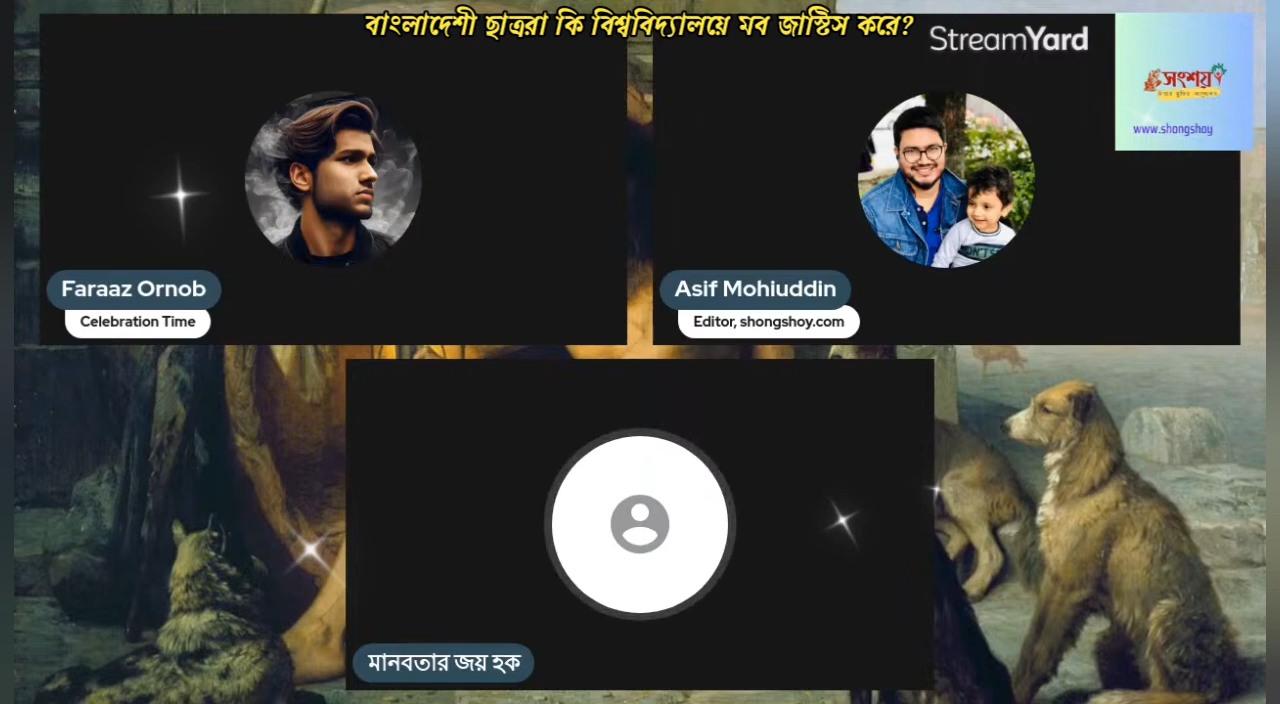 বাংলাদেশী ছাত্ররা কি বিশ্ববিদ্যালয়ে মব জাস্টিস করে?
StreamYard
সংশয়
www.shongshoy
Faraaz Ornob
Celebration Time
Asif Mohiuddin
Editor, shongshoy.com
মানবতার জয় হক